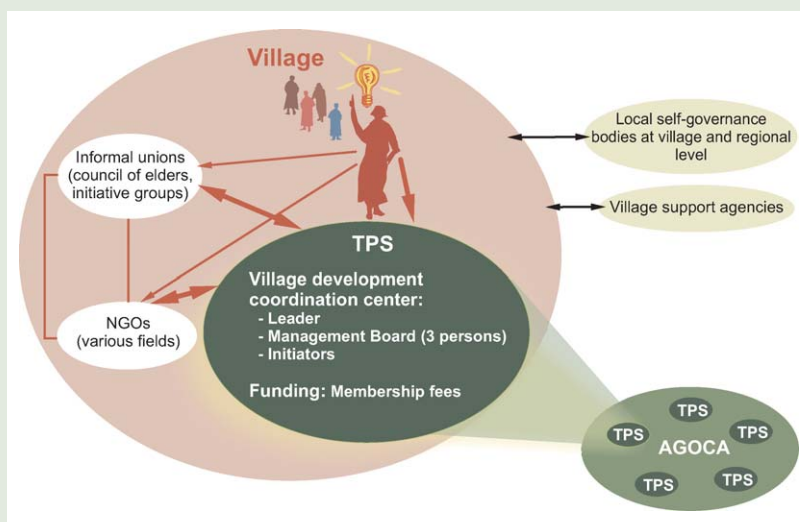 Village
Local self-governance
bodies at village and regional
level
Informal unions
(council of elders,
initiative groups)
Village support agencies
TPS
Village development
coordination center:
- Leader
- Management Board (3 persons)
- Initiators
Funding: Membership fees
NGOs
(various fields)
TPS
TPS
TPS
AGOCA
TPS
TPS